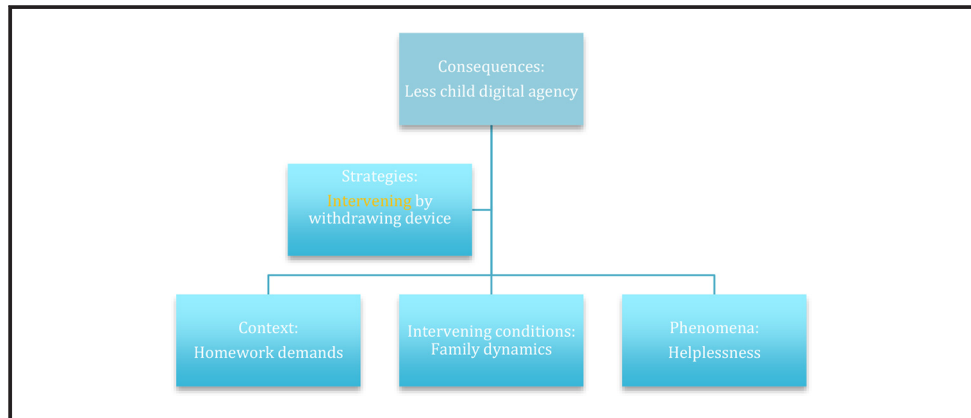 Consequences:
Less child digital agency
Strategies:
Intervening by
withdrawing device
Context:
Homework demands
Intervening conditions:
Family dynamics
Phenomena:
Helplessness